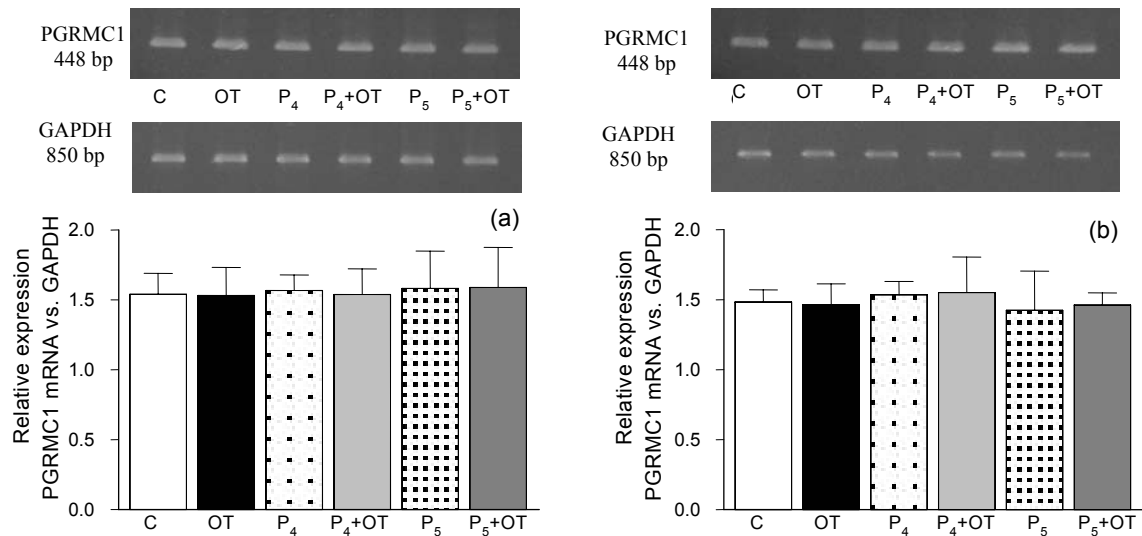 PGRMC1
448 bp
C OT P₄ P₄+OT P₅ P₅+OT
GAPDH
850 bp
(a)
Relative expression
PGRMC1 mRNA vs. GAPDH
2.0
1.5
1.0
0.5
0.0
C OT P₄ P₄+OT P₅ P₅+OT
PGRMC1
448 bp
C OT P₄ P₄+OT P₅ P₅+OT
GAPDH
850 bp
(b)
Relative expression
PGRMC1 mRNA vs. GAPDH
2.0
1.5
1.0
0.5
0.0
C OT P₄ P₄+OT P₅ P₅+OT